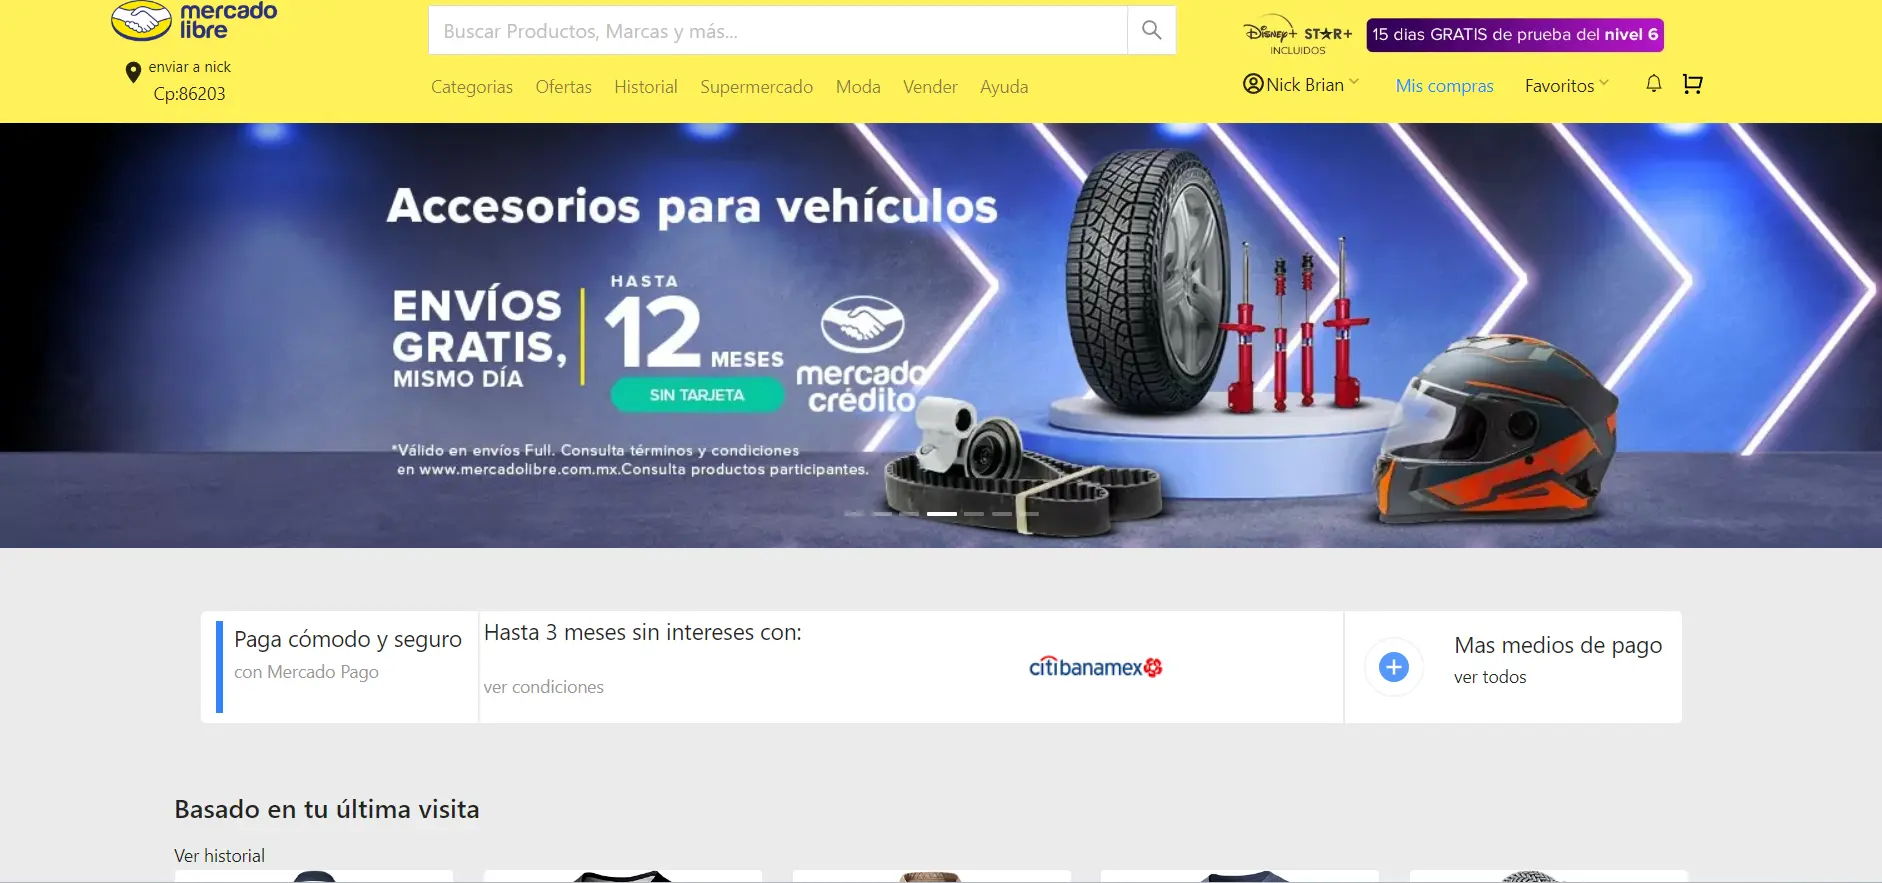 mercado
libre
enviar a nick
Cp:86203
Buscar Productos, Marcas y más...
Categorias Ofertas Historial Supermercado Moda Vender Ayuda
Disney+ STAR+
INCLUIDOS
15 dias GRATIS de prueba del nivel 6
Nick Brian Mis compras Favoritos
Accesorios para vehículos
ENVÍOS
GRATIS,
MISMO DÍA
HASTA
12 MESES
SIN TARJETA
mercado
crédito
*Válido en envíos Full. Consulta términos y condiciones
en www.mercadolibre.com.mx.Consulta productos participantes.
Paga cómodo y seguro
con Mercado Pago
Hasta 3 meses sin intereses con:
ver condiciones
citibanamex
Mas medios de pago
ver todos
Basado en tu última visita
Ver historial